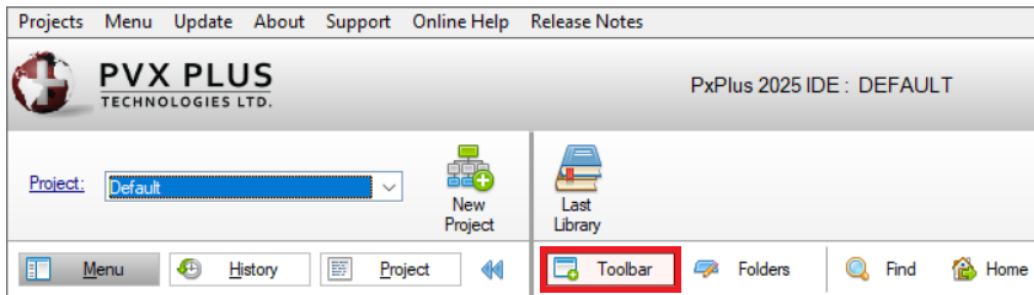 Projects Menu Update About Support Online Help Release Notes
PVX PLUS
TECHNOLOGIES LTD.
PxPlus 2025 IDE : DEFAULT
Project: Default
New
Project
Last
Library
Menu History Project Toolbar Folders Find Home